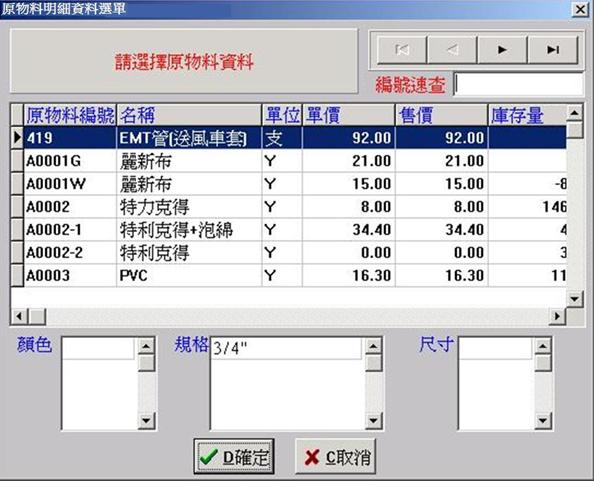 原物料明細資料選單
請選擇原物料資料
編號速查
原物料編號 名稱 單位 單價 售價 庫存量
419 EMT管(送風車套) 支 92.00 92.00
A0001G 麗新布 Y 21.00 21.00
A0001W 麗新布 Y 15.00 15.00 -8
A0002 特力克得 Y 8.00 8.00 146
A0002-1 特利克得+泡綿 Y 34.40 34.40 4
A0002-2 特利克得 Y 0.00 0.00 3
A0003 PVC Y 16.30 16.30 11
顏色 規格 3/4" 尺寸
D確定 C取消